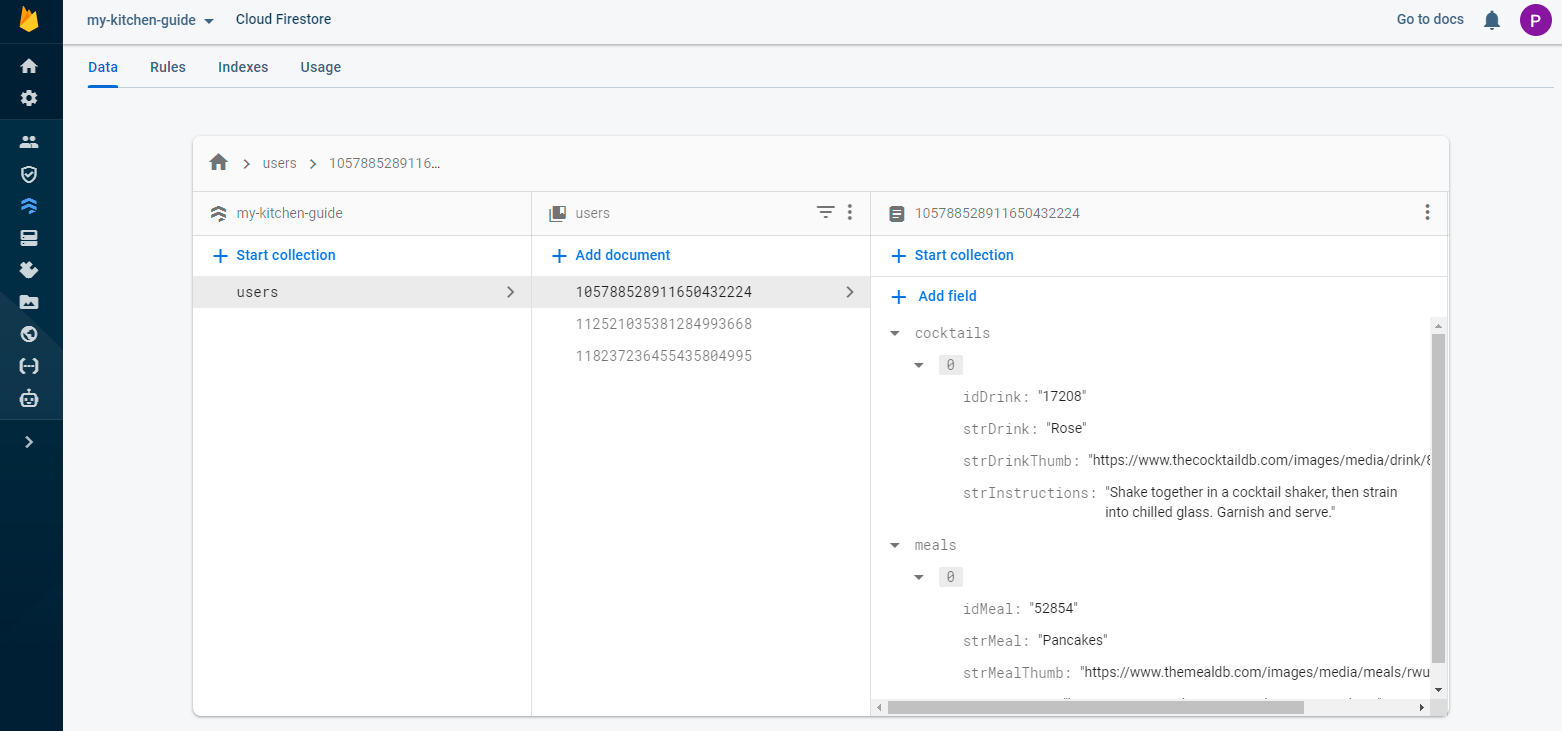 my-kitchen-guide Cloud Firestore Go to docs P
Data Rules Indexes Usage
users 1057885289116...
my-kitchen-guide users 105788528911650432224
Start collection Add document Start collection
users 105788528911650432224 Add field
112521035381284993668
118237236455435804995
cocktails
0
idDrink: "17208"
strDrink: "Rose"
strDrinkThumb: "https://www.thecocktaildb.com/images/media/drink/8
strInstructions: "Shake together in a cocktail shaker, then strain
into chilled glass. Garnish and serve."
meals
0
idMeal: "52854"
strMeal: "Pancakes"
strMealThumb: "https://www.themealdb.com/images/media/meals/rwu